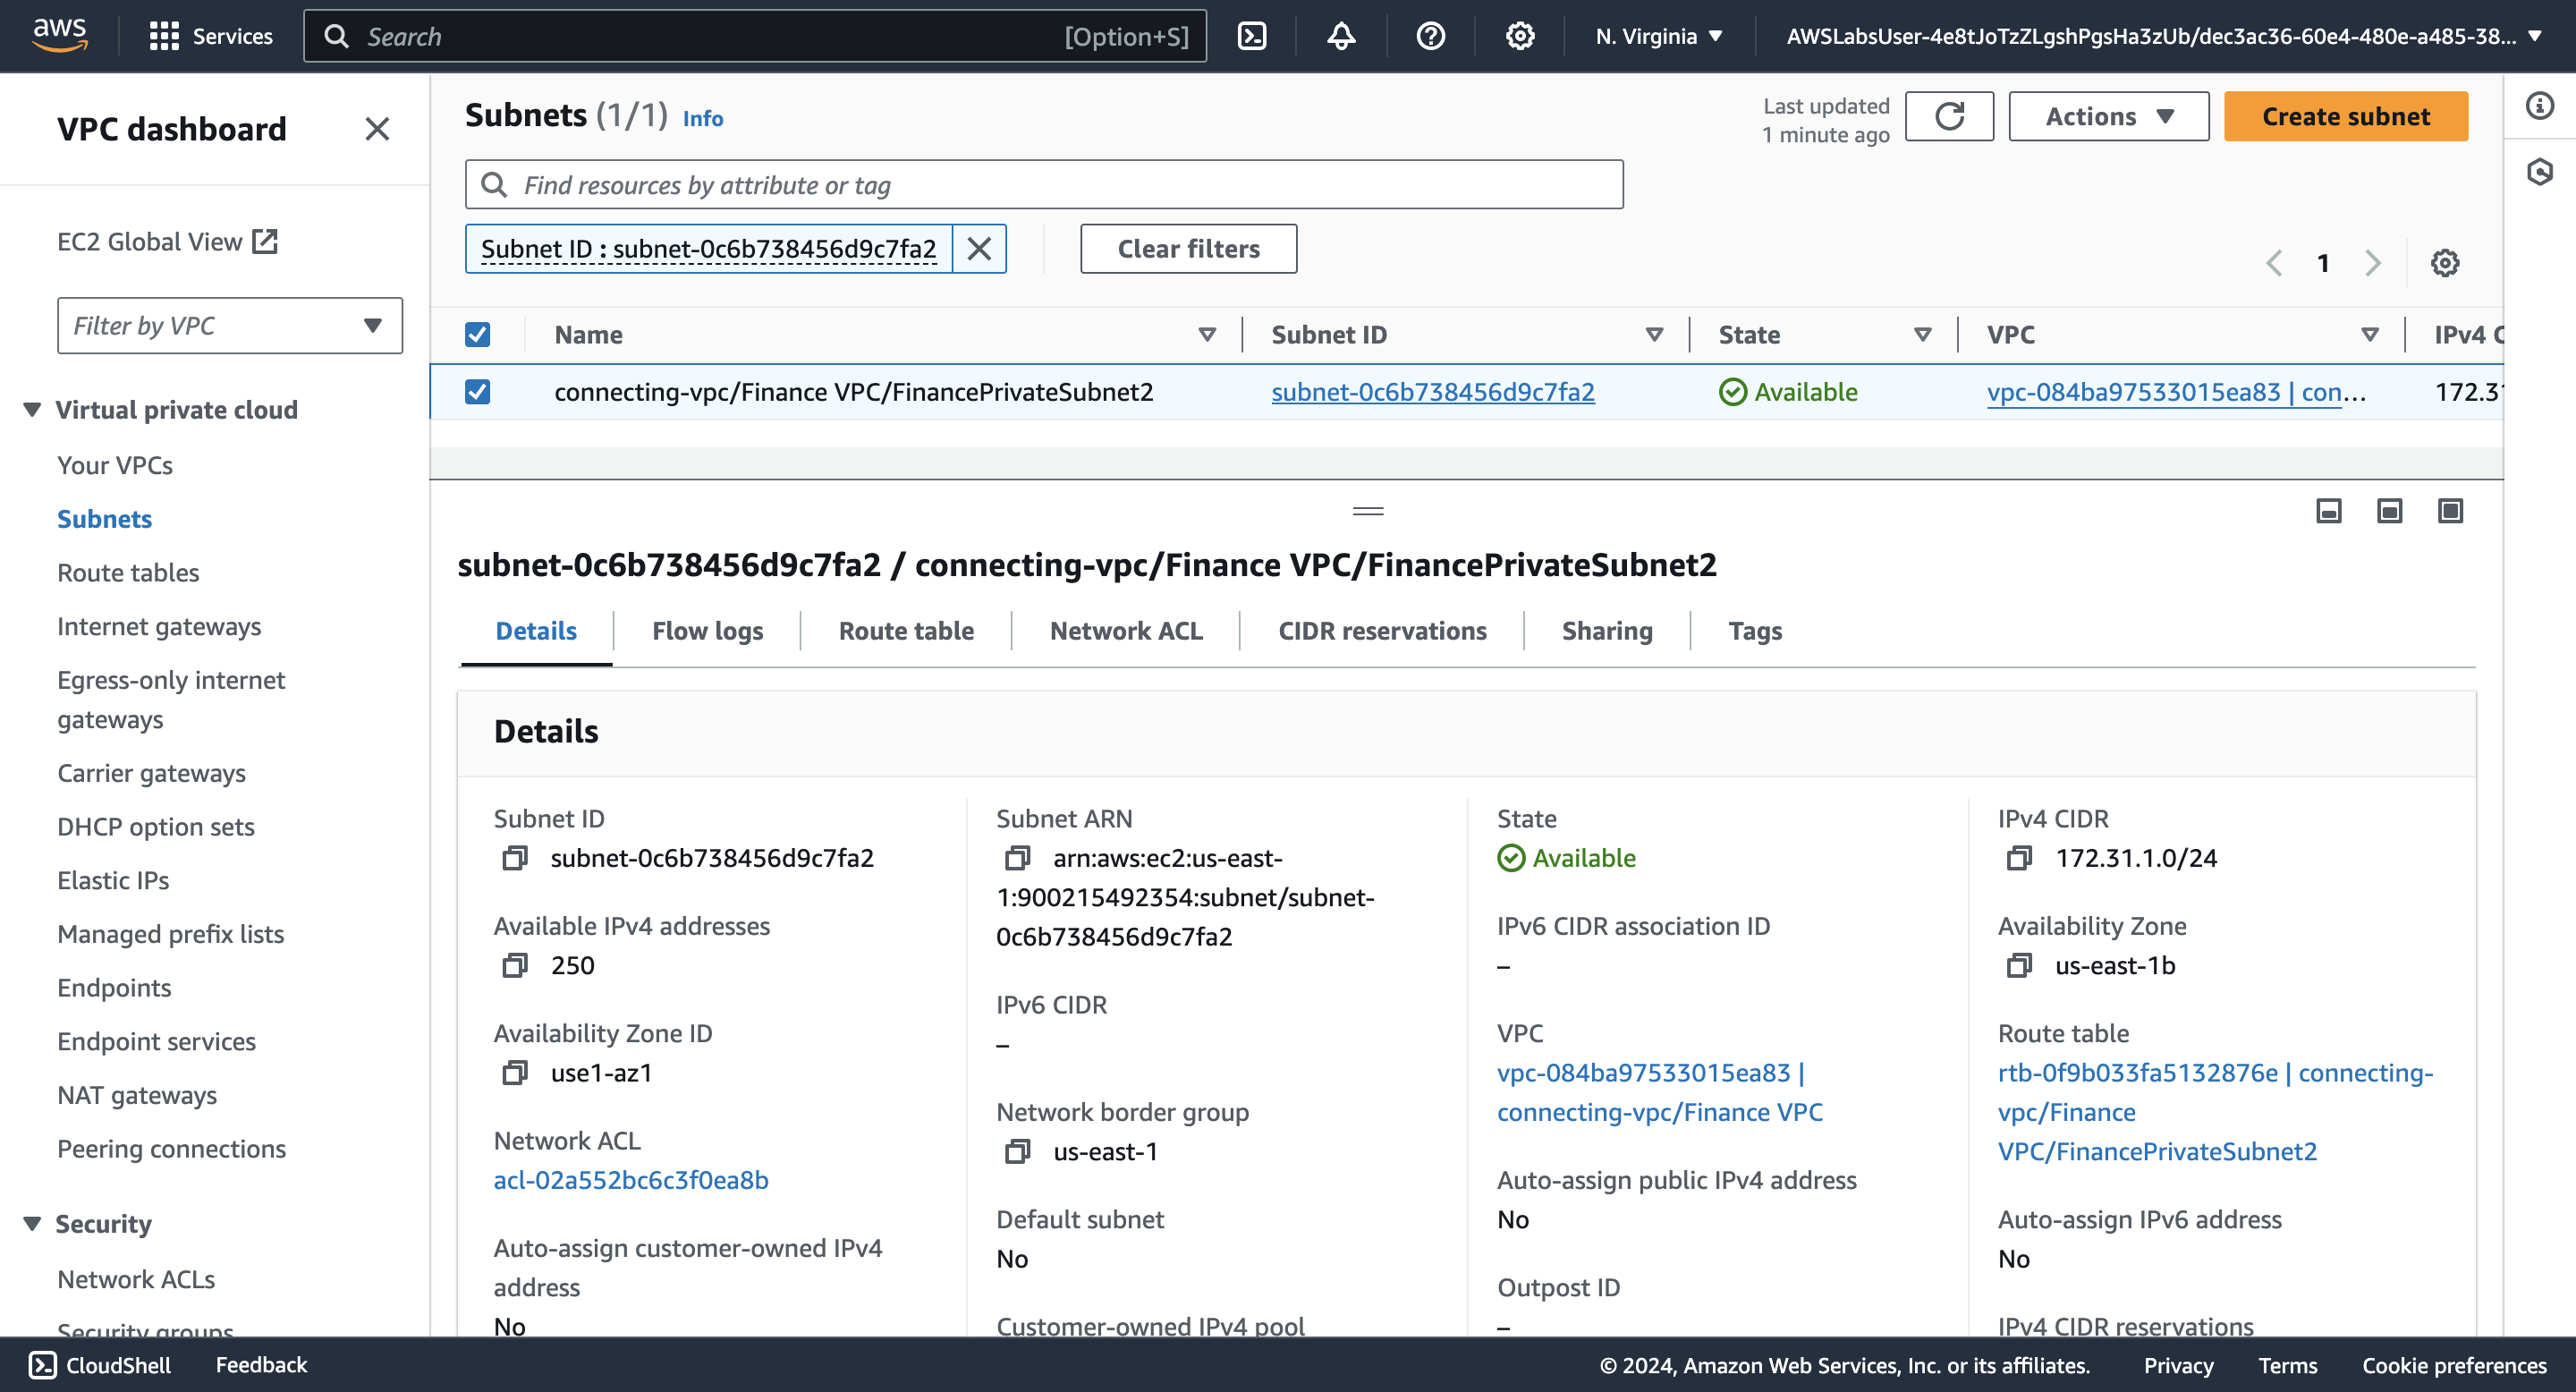 aws
Services
Search
[Option+S]
N. Virginia
AWSLabsUser-4e8tJoTzZLgshPgsHa3zUb/dec3ac36-60e4-480e-a485-38...
VPC dashboard
EC2 Global View
Filter by VPC
Virtual private cloud
Your VPCs
Subnets
Route tables
Internet gateways
Egress-only internet
gateways
Carrier gateways
DHCP option sets
Elastic IPs
Managed prefix lists
Endpoints
Endpoint services
NAT gateways
Peering connections
Security
Network ACLs
Security groups
Subnets (1/1) Info
Last updated
1 minute ago
Actions
Create subnet
Find resources by attribute or tag
Subnet ID : subnet-0c6b738456d9c7fa2
Clear filters
1
Name
Subnet ID
State
VPC
IPv4 C
connecting-vpc/Finance VPC/FinancePrivateSubnet2
subnet-0c6b738456d9c7fa2
Available
vpc-084ba97533015ea83 | con...
172.31
subnet-0c6b738456d9c7fa2 / connecting-vpc/Finance VPC/FinancePrivateSubnet2
Details
Flow logs
Route table
Network ACL
CIDR reservations
Sharing
Tags
Details
Subnet ID
subnet-0c6b738456d9c7fa2
Available IPv4 addresses
250
Availability Zone ID
use1-az1
Network ACL
acl-02a552bc6c3f0ea8b
Auto-assign customer-owned IPv4
address
No
Subnet ARN
arn:aws:ec2:us-east-
1:900215492354:subnet/subnet-
0c6b738456d9c7fa2
IPv6 CIDR
–
Network border group
us-east-1
Default subnet
No
Customer-owned IPv4 pool
State
Available
IPv6 CIDR association ID
–
VPC
vpc-084ba97533015ea83 |
connecting-vpc/Finance VPC
Auto-assign public IPv4 address
No
Outpost ID
–
IPv4 CIDR
172.31.1.0/24
Availability Zone
us-east-1b
Route table
rtb-0f9b033fa5132876e | connecting-
vpc/Finance
VPC/FinancePrivateSubnet2
Auto-assign IPv6 address
No
IPv4 CIDR reservations
CloudShell
Feedback
© 2024, Amazon Web Services, Inc. or its affiliates.
Privacy
Terms
Cookie preferences